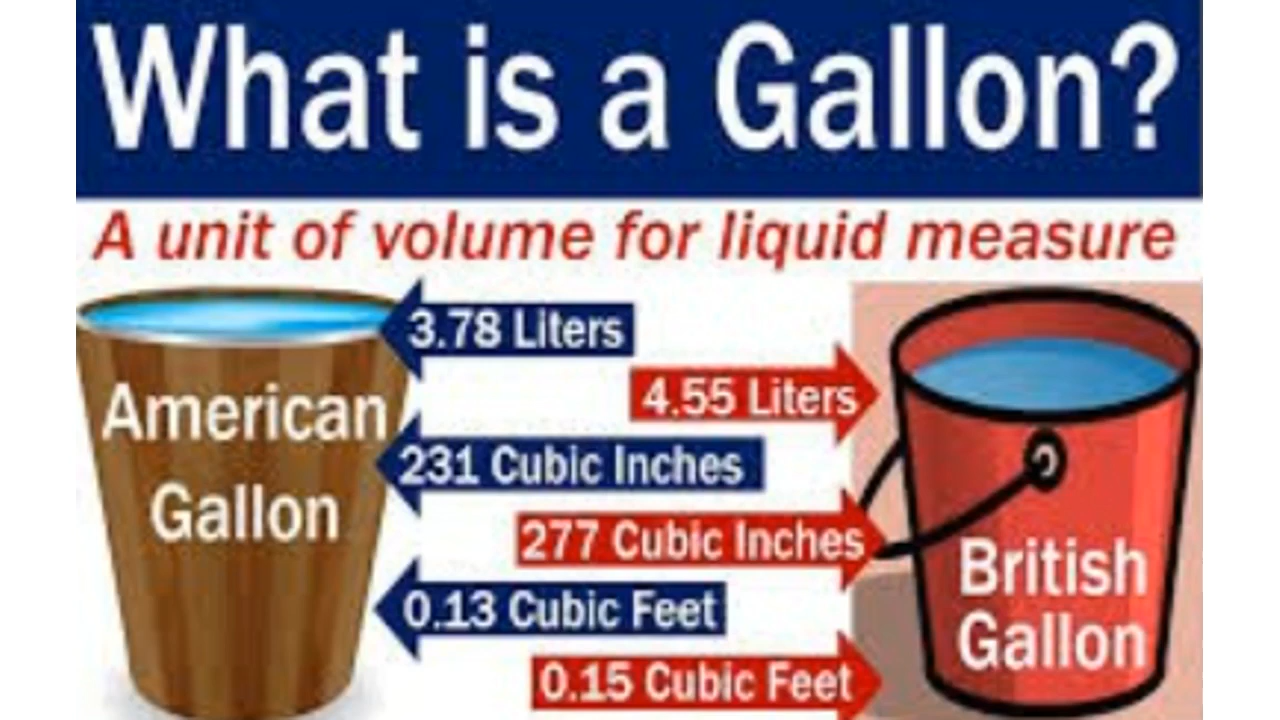 What is a Gallon?
A unit of volume for liquid measure
American
Gallon
3.78 Liters
4.55 Liters
231 Cubic Inches
277 Cubic Inches
0.13 Cubic Feet
0.15 Cubic Feet
British
Gallon